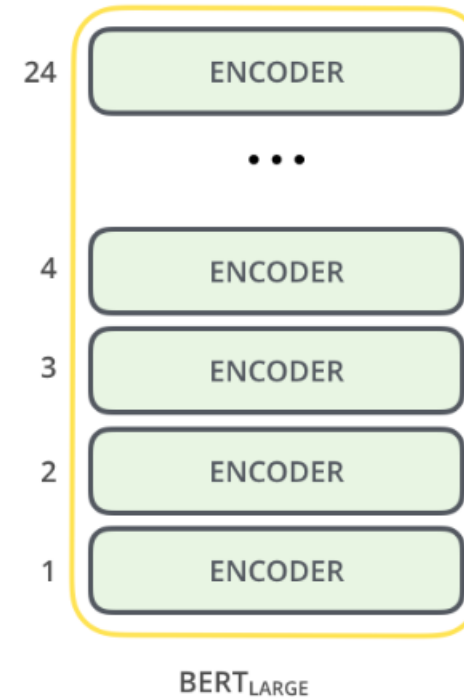 24 ENCODER
...
4 ENCODER
3 ENCODER
2 ENCODER
1 ENCODER
BERTLARGE